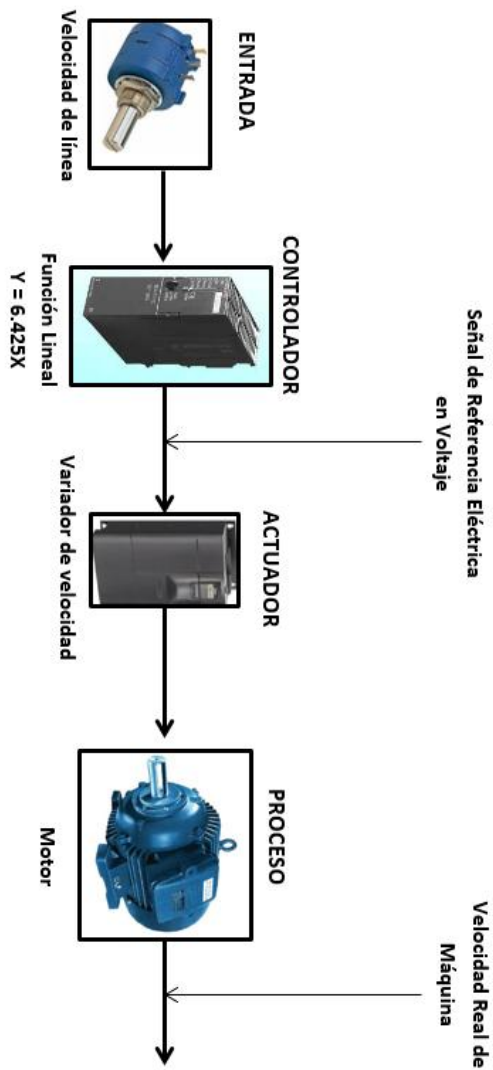 ENTRADA
Velocidad de línea
CONTROLADOR
Función Lineal
Y = 6.425X
Señal de Referencia Eléctrica
en Voltaje
ACTUADOR
Variador de velocidad
PROCESO
Motor
Velocidad Real de
Máquina